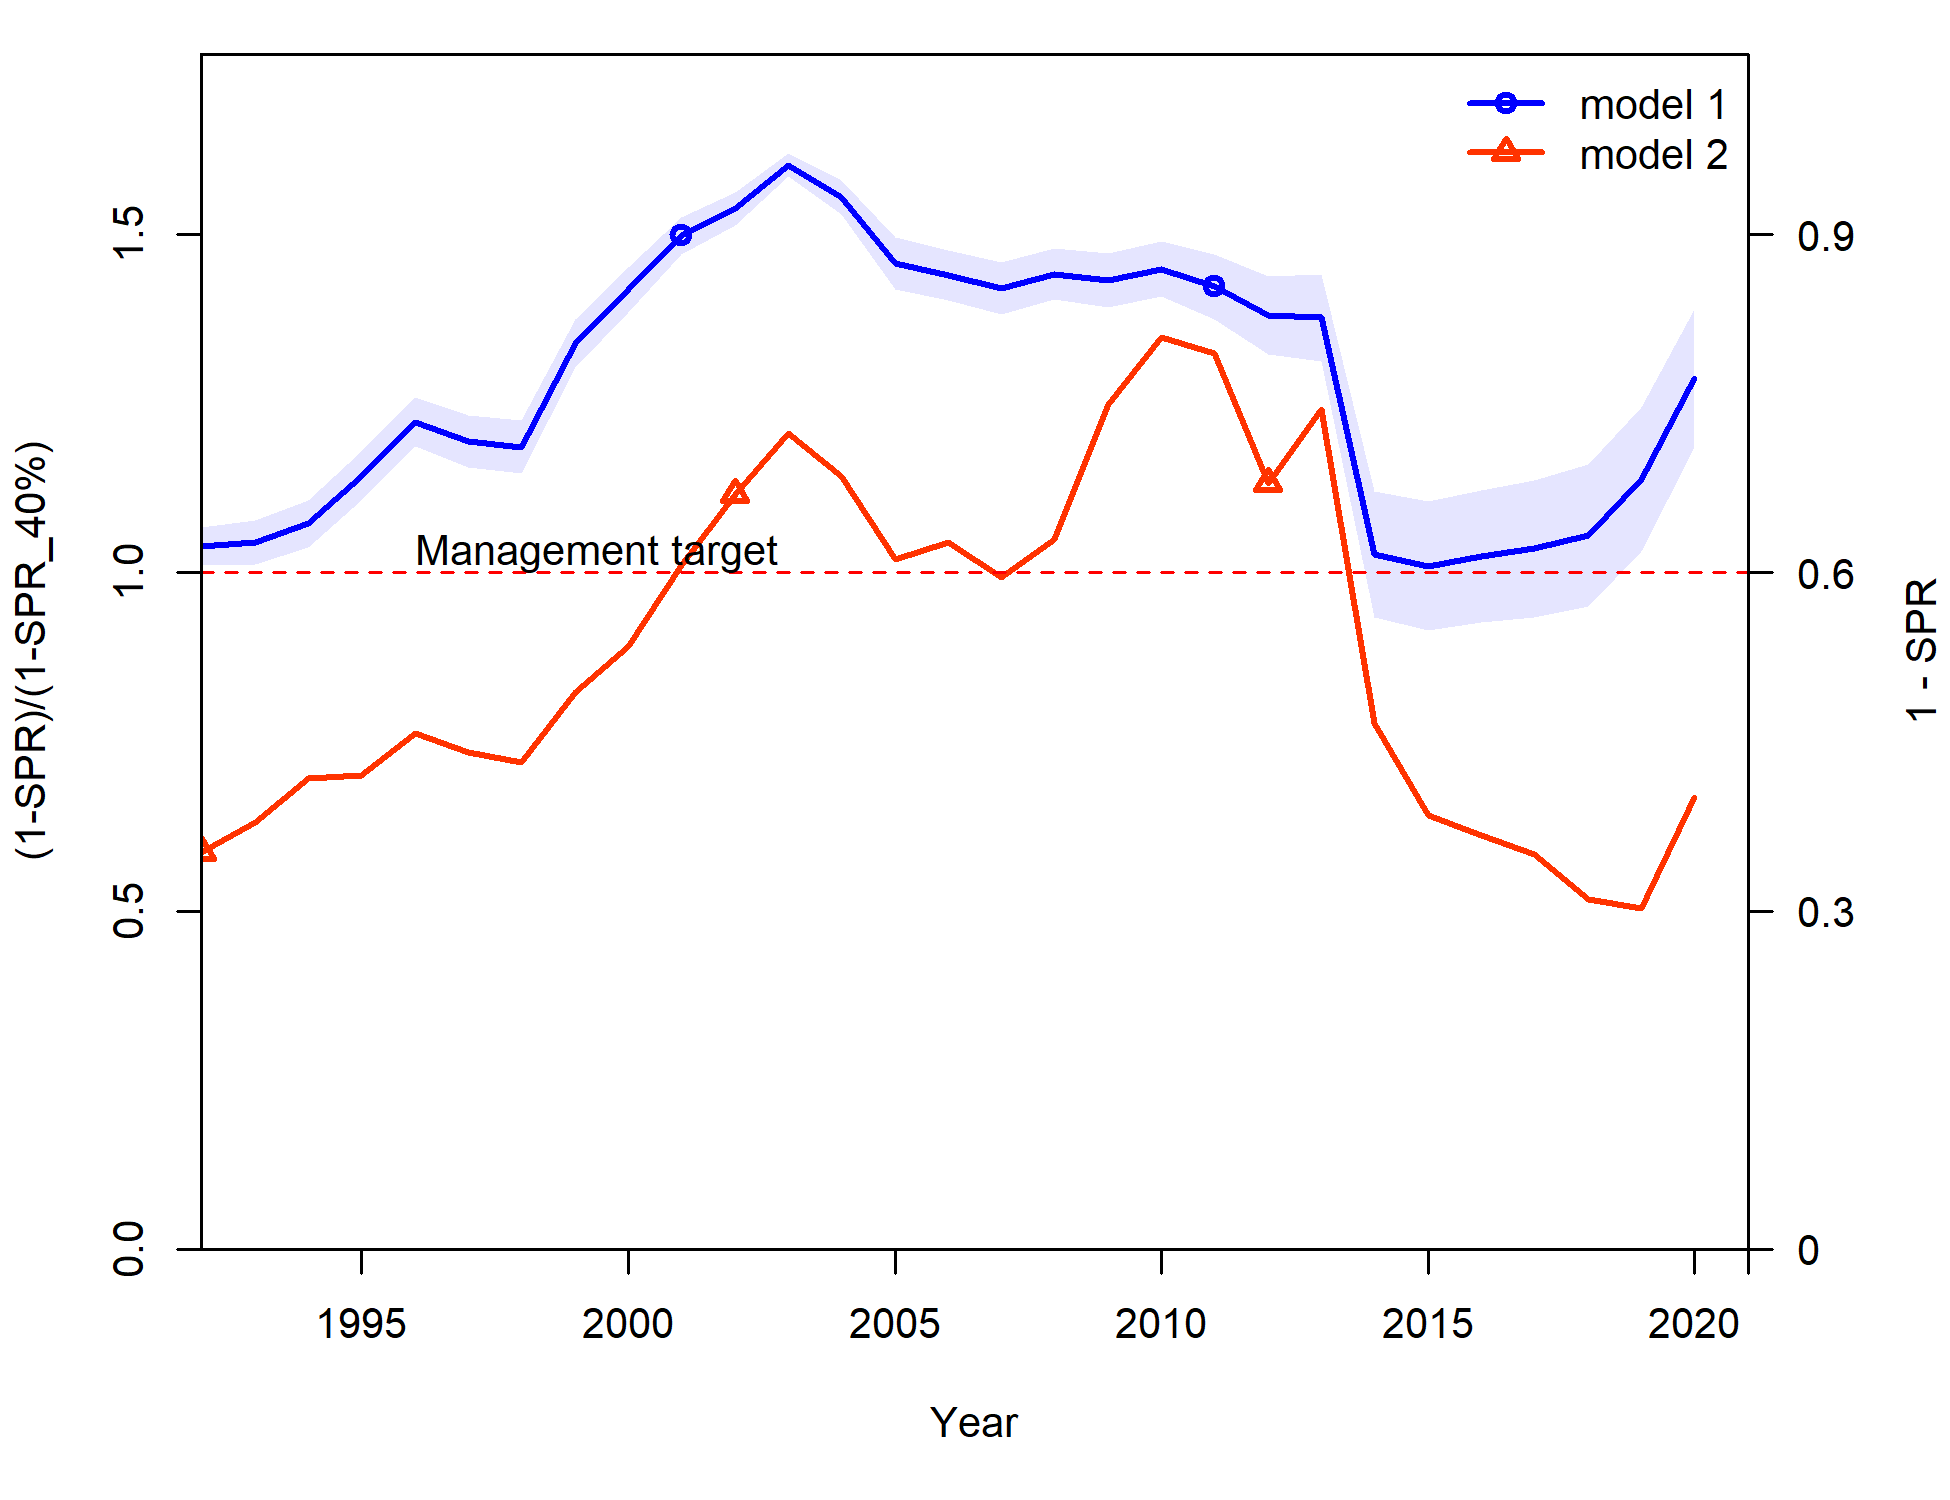 model 1
model 2
Management target
(1-SPR)/(1-SPR_40%)
0.0
0.5
1.0
1.5
1 - SPR
0
0.3
0.6
0.9
1995
2000
2005
2010
2015
2020
Year